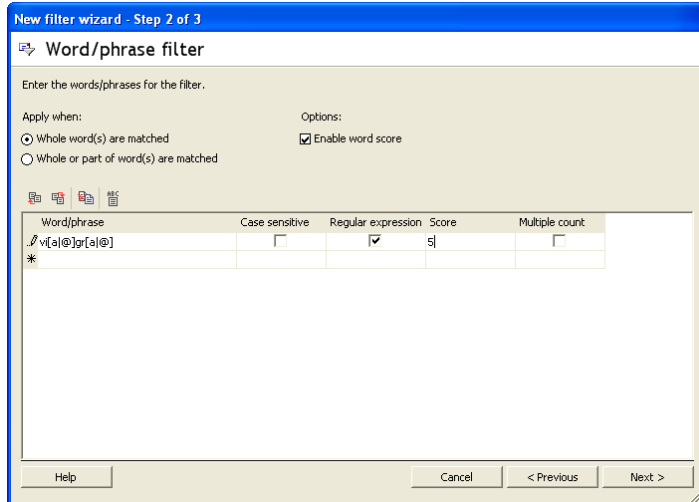 New filter wizard - Step 2 of 3
Word/phrase filter
Enter the words/phrases for the filter.
Apply when: Options:
Whole word(s) are matched Enable word score
Whole or part of word(s) are matched
ABC
Word/phrase Case sensitive Regular expression Score Multiple count
vi[a|@]gr[a|@] 5
Help Cancel < Previous Next >